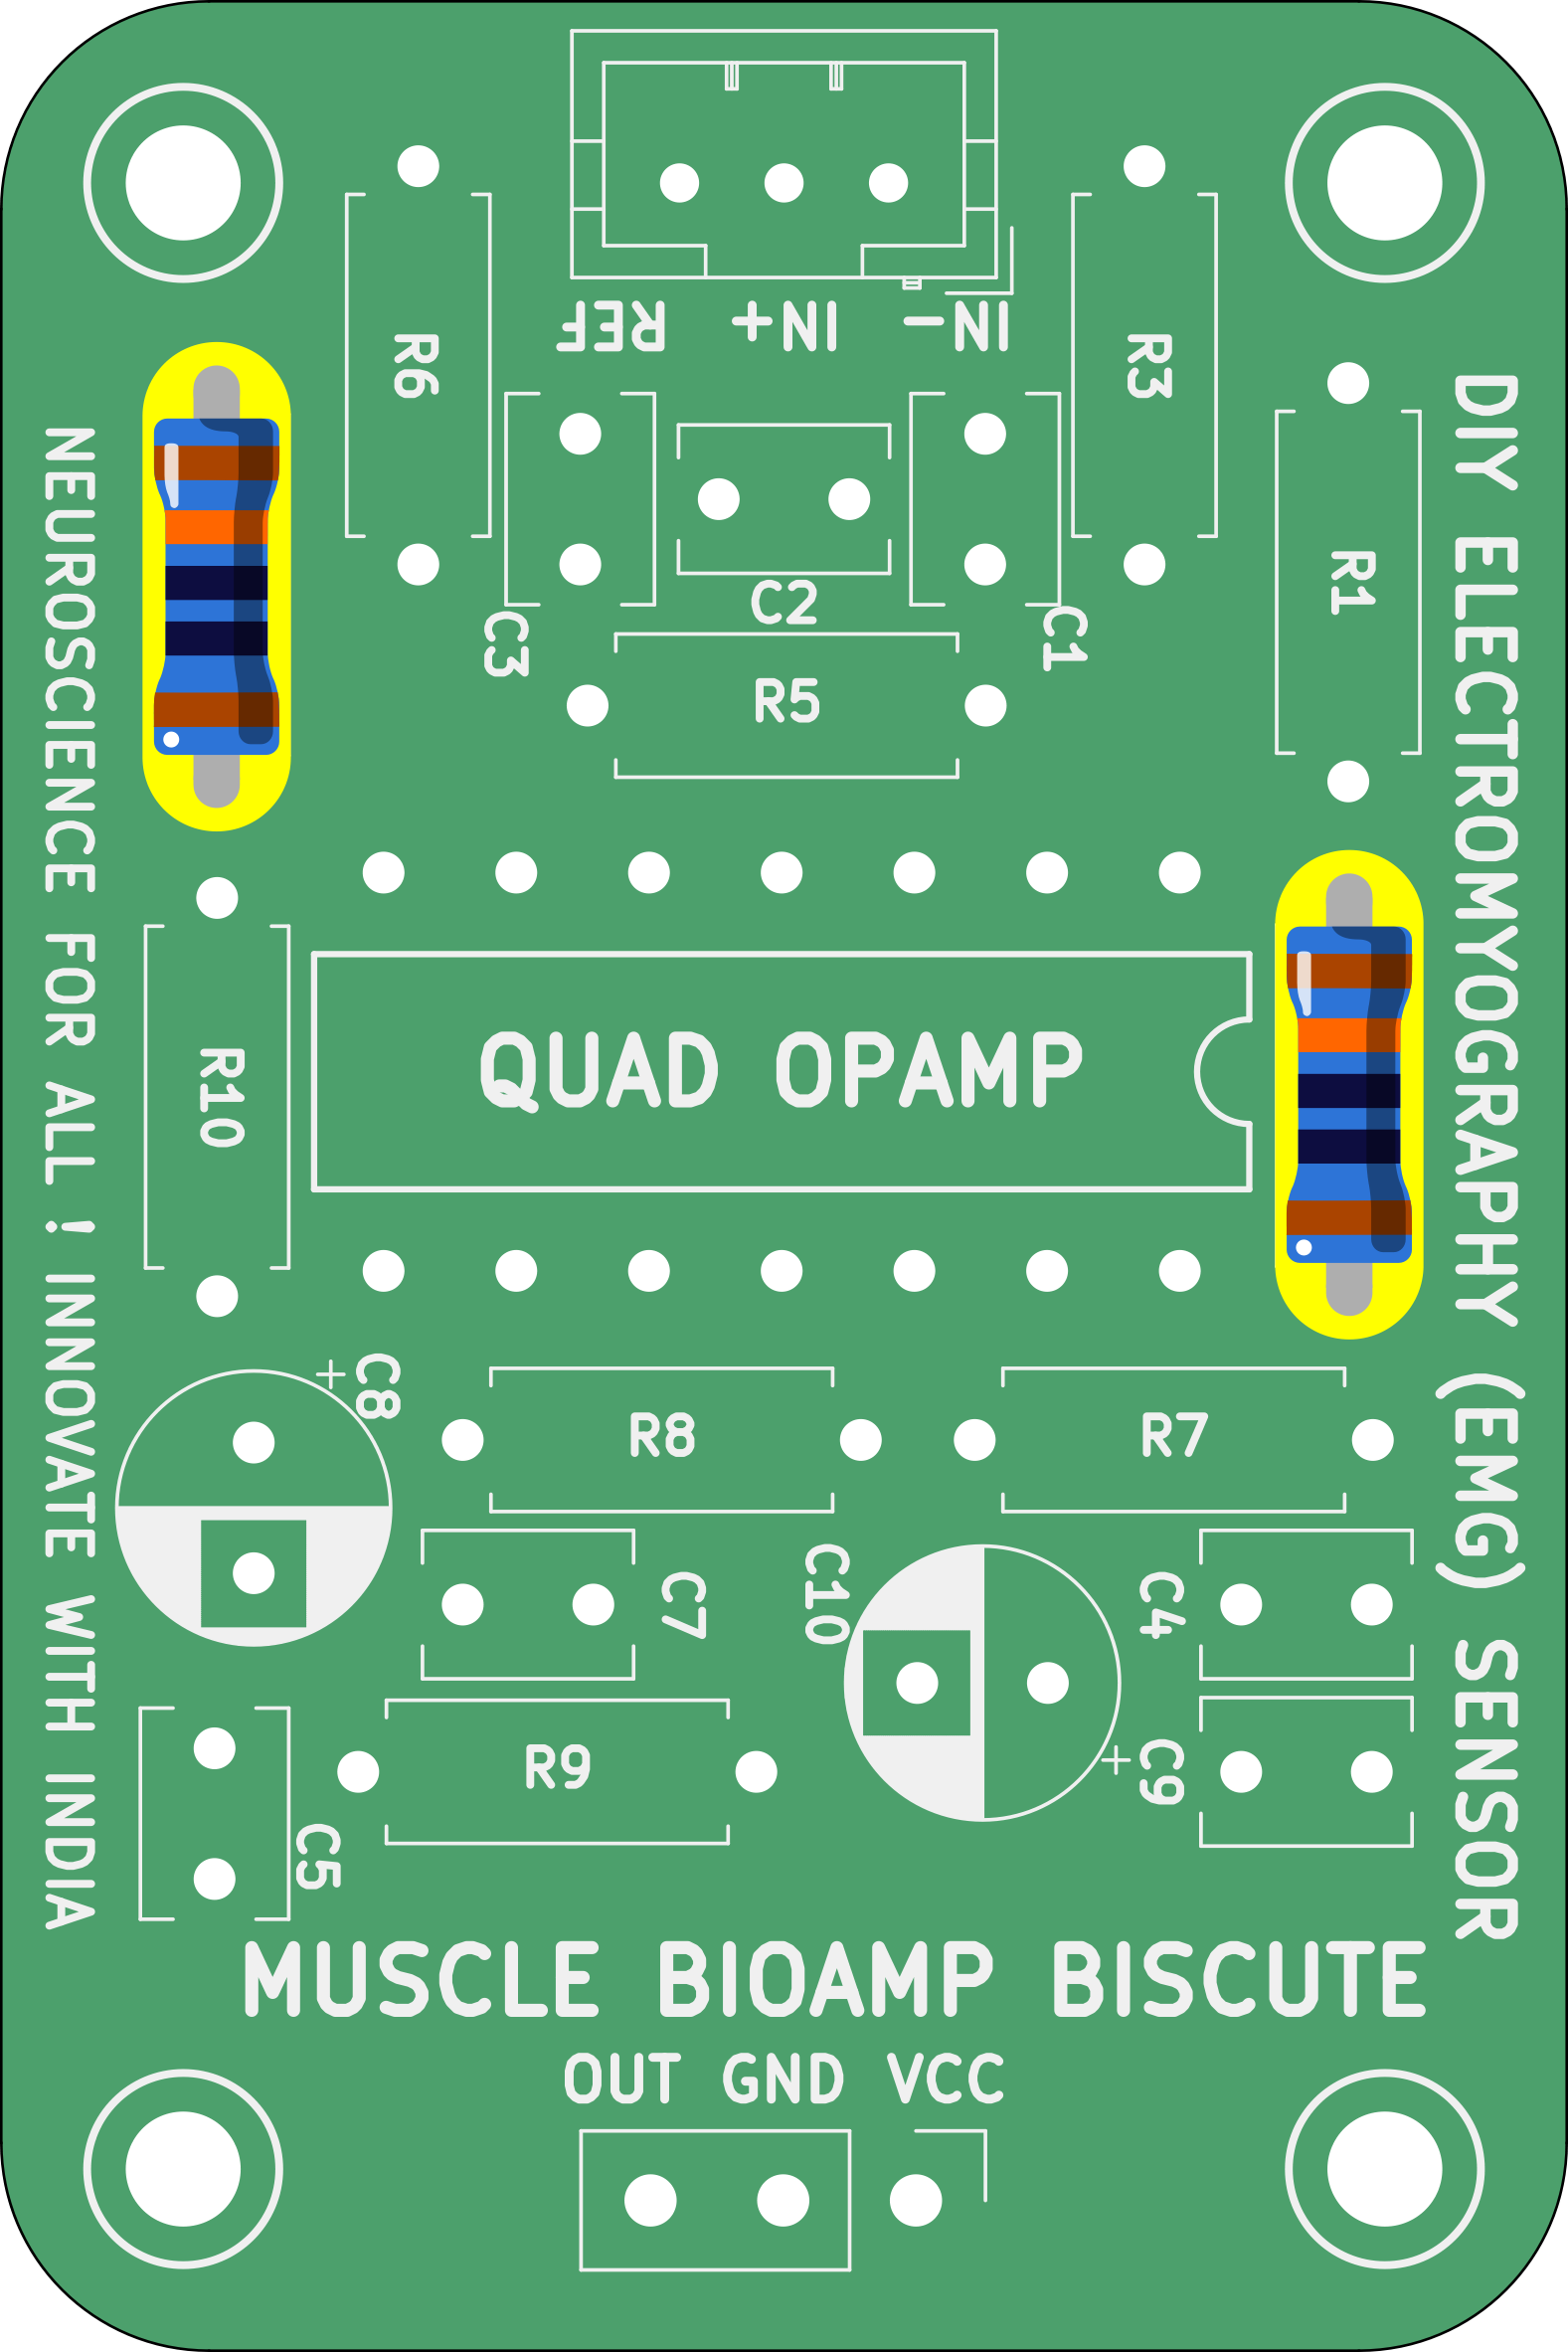 REF IN+ IN-
R6
R3
R1
C3
C2
C1
R5
NEUROSCIENCE FOR ALL ! INNOVATE WITH INDIA
DIY ELECTROMYOGRAPHY (EMG) SENSOR
R10
QUAD OPAMP
C8
R8
R7
C7
C10
C4
R9
C9
C5
MUSCLE BIOAMP BISCUTE
OUT GND VCC